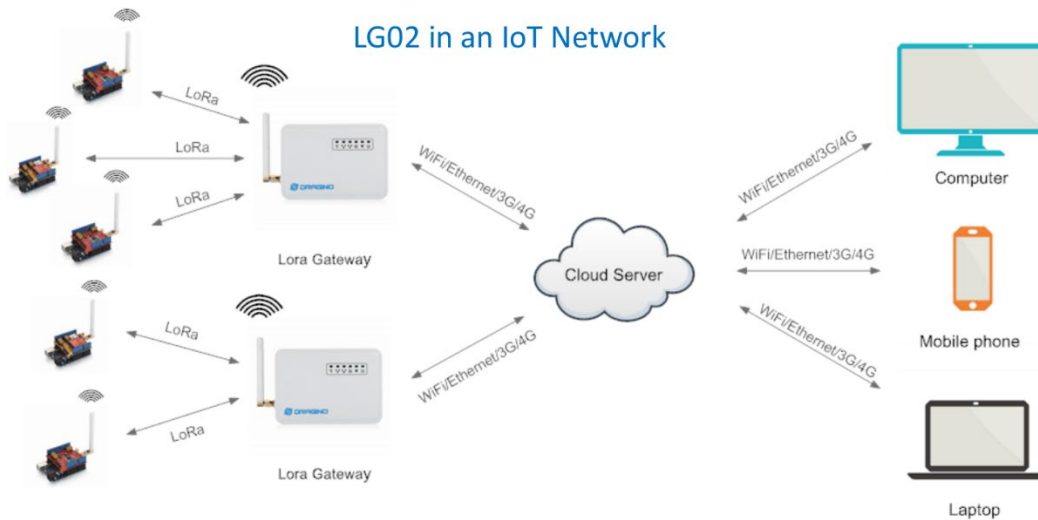 LG02 in an IoT Network
LoRa
LoRa
LoRa
DRAGINO
Lora Gateway
WiFi/Ethernet/3G/4G
LoRa
LoRa
DRAGINO
Lora Gateway
WiFi/Ethernet/3G/4G
Cloud Server
WiFi/Ethernet/3G/4G
Computer
WiFi/Ethernet/3G/4G
Mobile phone
WiFi/Ethernet/3G/4G
Laptop